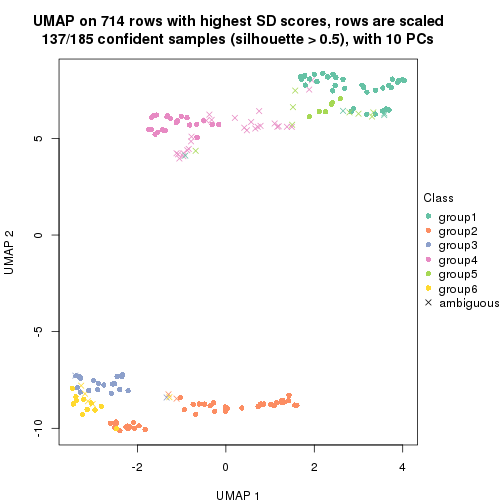 UMAP on 714 rows with highest SD scores, rows are scaled
137/185 confident samples (silhouette > 0.5), with 10 PCs
5
0
-5
-10
UMAP 2
-2
0
2
4
UMAP 1
Class
group1
group2
group3
group4
group5
group6
ambiguous